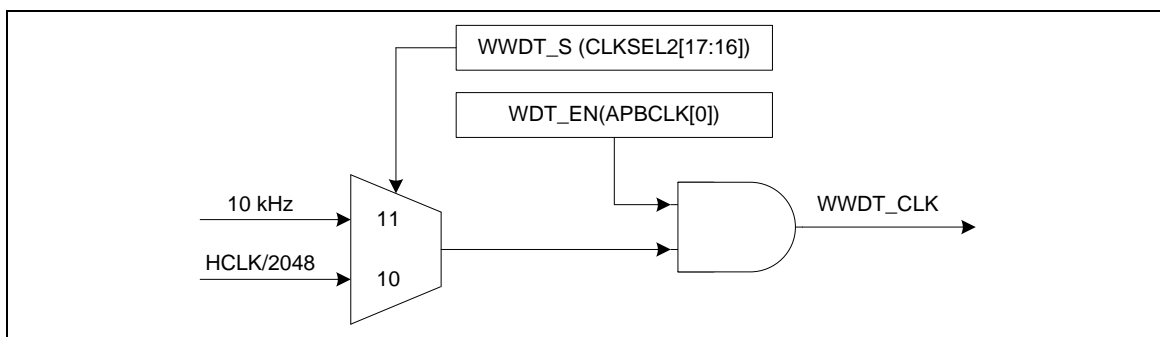 WWDT_S (CLKSEL2[17:16])
WDT_EN(APBCLK[0])
10 kHz
11
WWDT_CLK
HCLK/2048
10